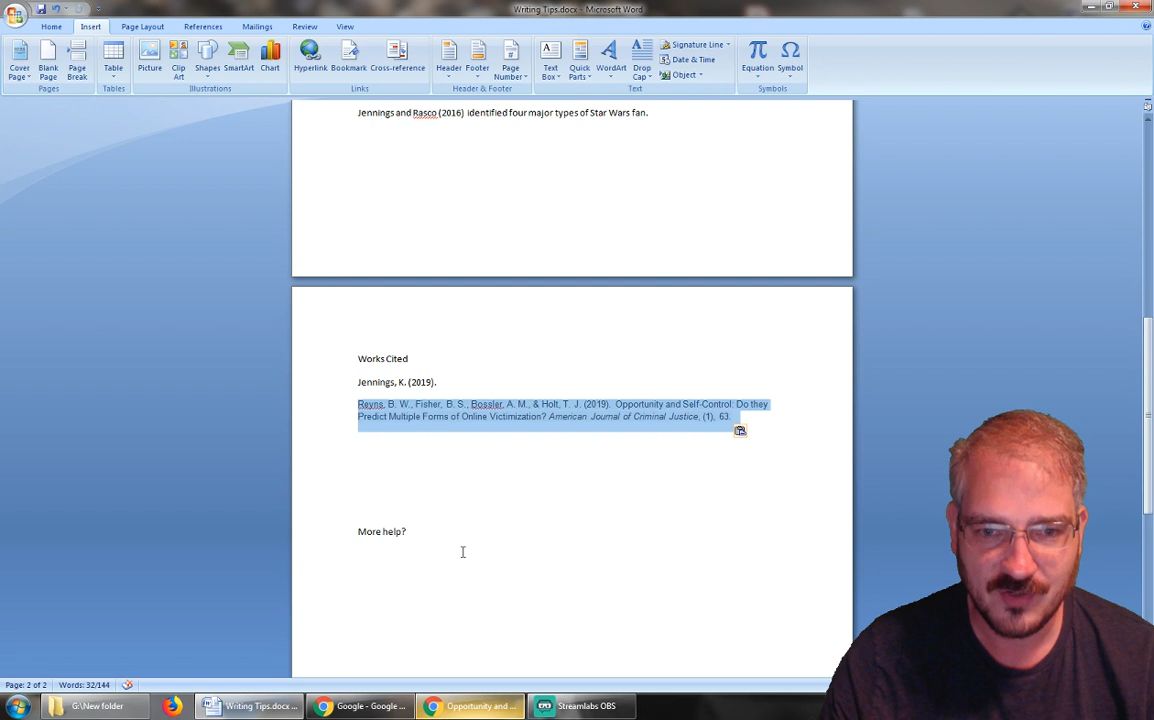 Writing Tips.docx - Microsoft Word
Home Insert Page Layout References Mailings Review View
Cover Page Blank Page Page Break Table Picture Clip Art Shapes SmartArt Chart Hyperlink Bookmark Cross-reference Header Footer Page Number Text Box Quick Parts WordArt Drop Cap Signature Line Date & Time Object Equation Symbol
Pages Tables Illustrations Links Header & Footer Text Symbols
Jennings and Rasco (2016) identified four major types of Star Wars fan.
Works Cited
Jennings, K. (2019).
Reyns, B. W., Fisher, B. S., Bossler, A. M., & Holt, T. J. (2019). Opportunity and Self-Control: Do they
Predict Multiple Forms of Online Victimization? American Journal of Criminal Justice, (1), 63.
More help?
Page: 2 of 2 Words: 32/144
G:\New folder Writing Tips.docx ... Google - Google ... Opportunity and ... Streamlabs OBS